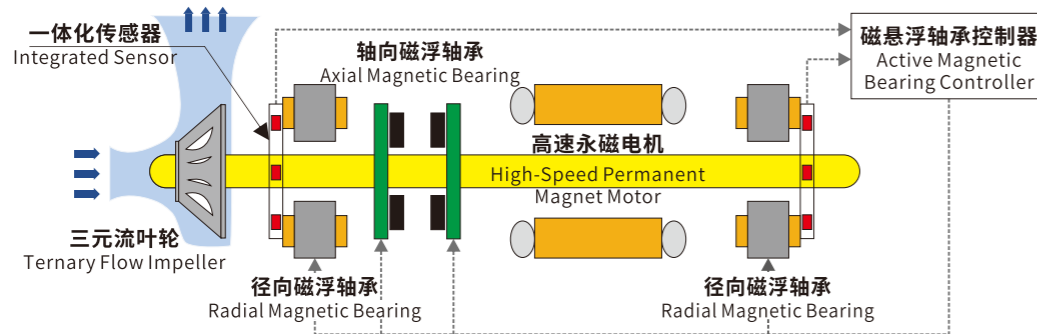 一体化传感器
Integrated Sensor
轴向磁浮轴承
Axial Magnetic Bearing
磁悬浮轴承控制器
Active Magnetic
Bearing Controller
高速永磁电机
High-Speed Permanent
Magnet Motor
三元流叶轮
Ternary Flow Impeller
径向磁浮轴承
Radial Magnetic Bearing
径向磁浮轴承
Radial Magnetic Bearing